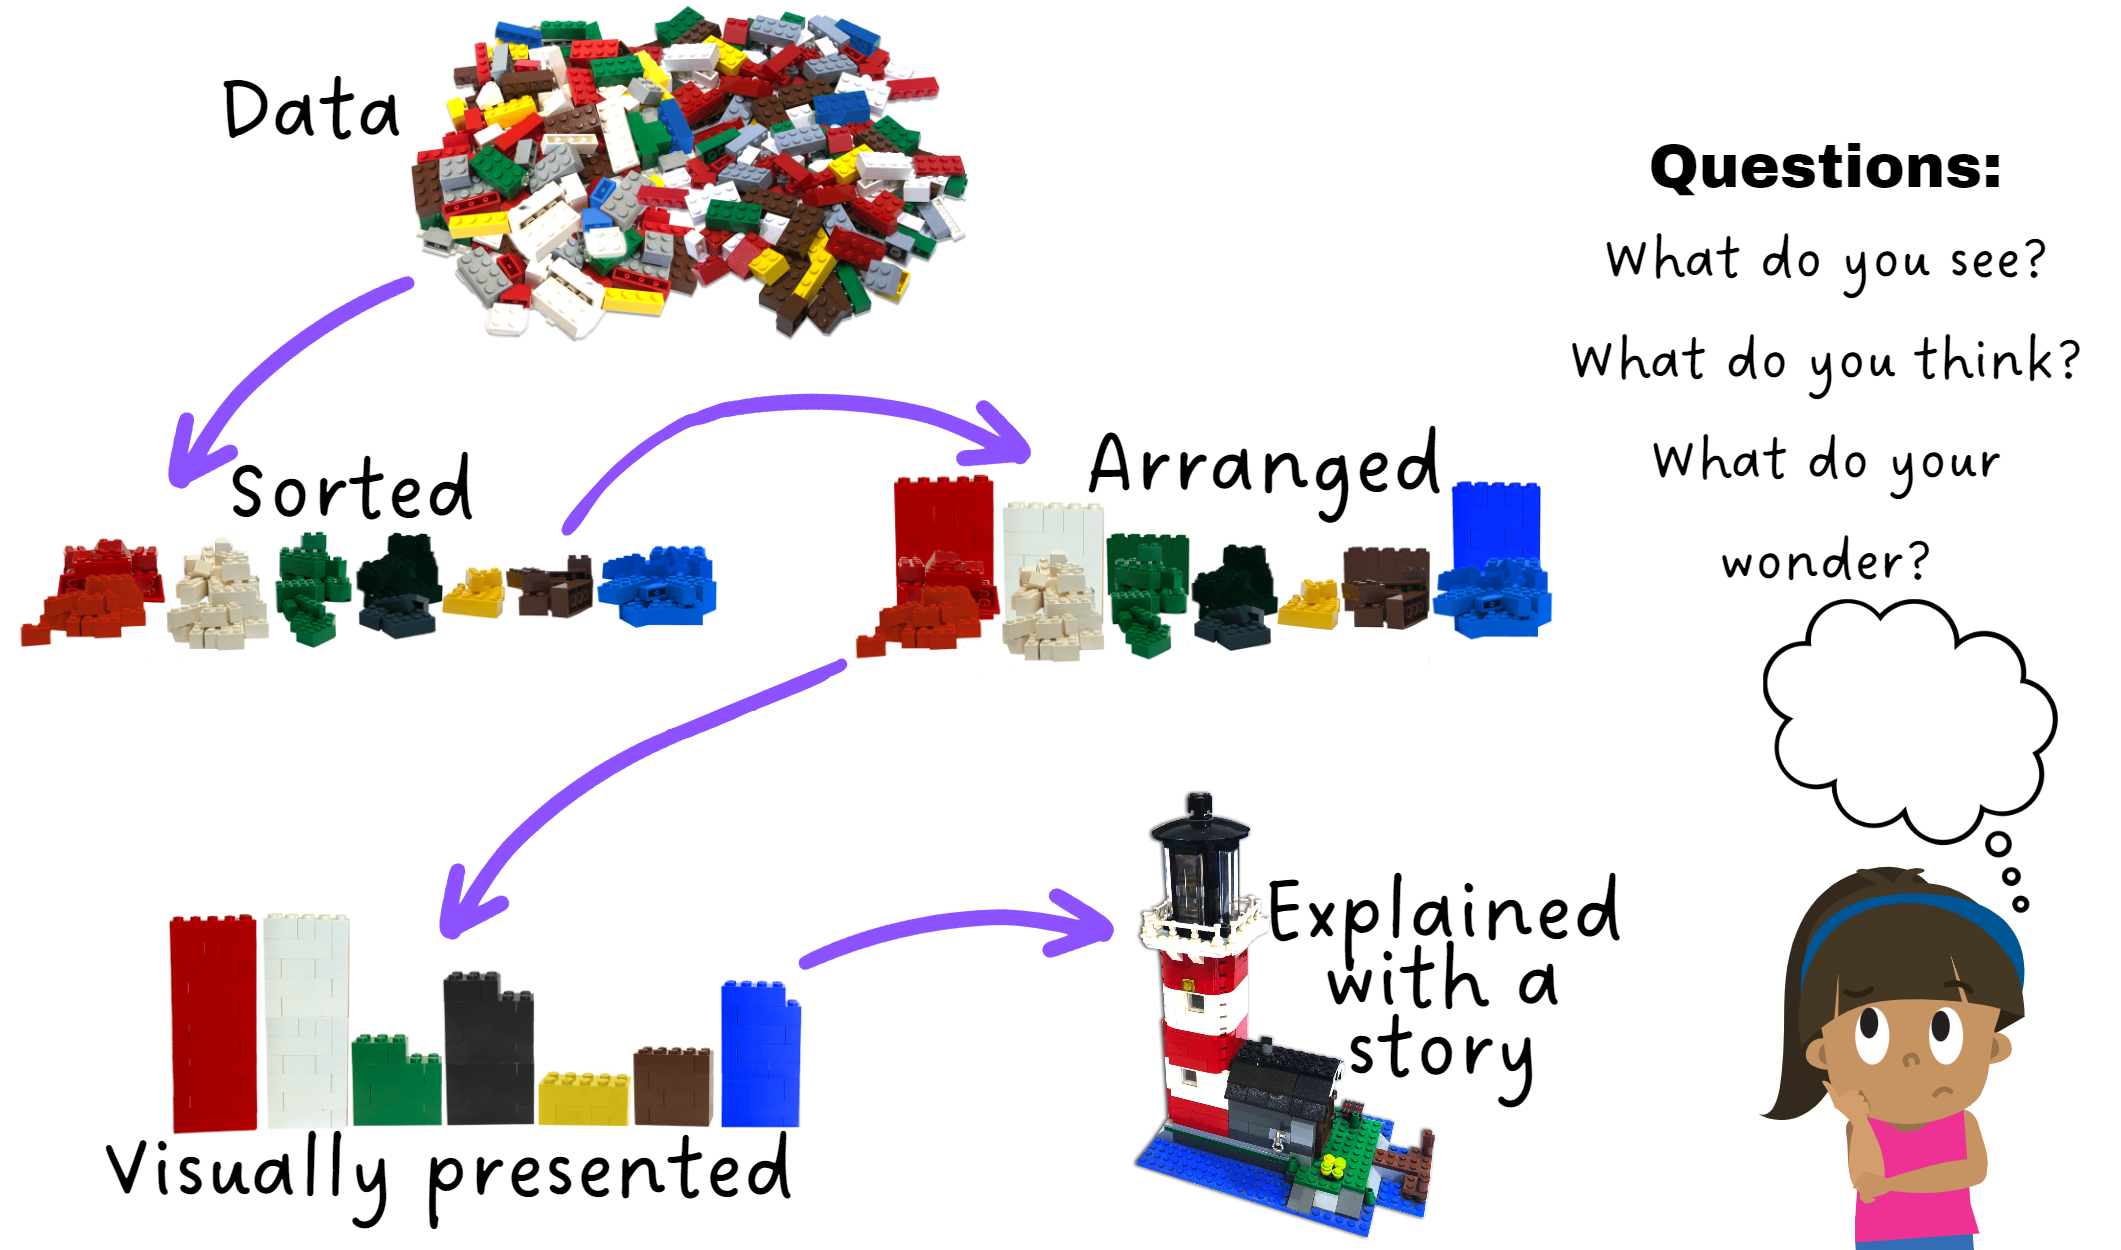 Data
Questions:
What do you see?
What do you think?
What do your
wonder?
Sorted
Arranged
Visually presented
Explained
with a
story